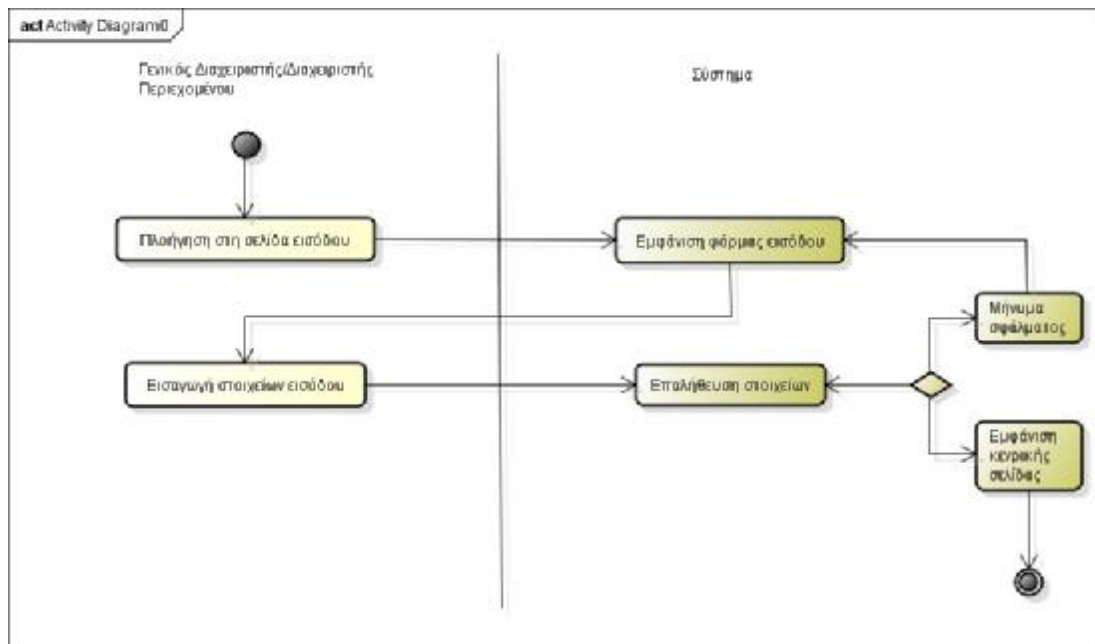 act Activity Diagram0
Γενικός Διαχειριστής/Διαχειριστής
Περιεχομένου
Σύστημα
Πλοήγηση στη σελίδα εισόδου
Εμφάνιση φόρμας εισόδου
Μήνυμα
σφάλματος
Εισαγωγή στοιχείων εισόδου
Επαλήθευση στοιχείων
Εμφάνιση
κεντρικής
σελίδας